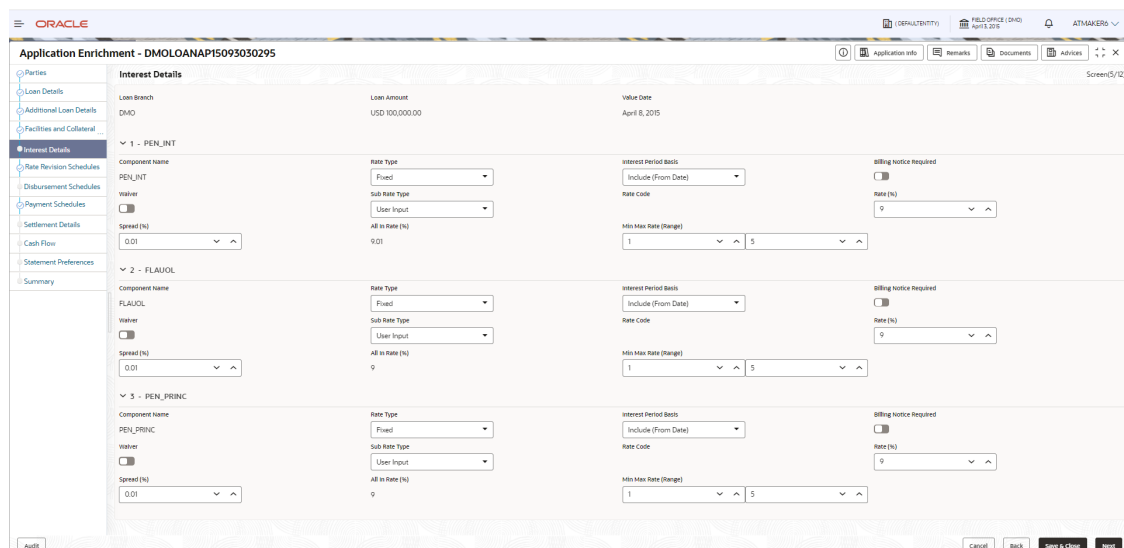 ORACLE
(DEFAULTENTITY)
FIELD OFFICE (DMO)
April 3, 2015
ATMAKER6
Application Enrichment - DMOLOANAP15093030295
Application Info
Remarks
Documents
Advices
Parties
Loan Details
Additional Loan Details
Facilities and Collateral ...
Interest Details
Rate Revision Schedules
Disbursement Schedules
Payment Schedules
Settlement Details
Cash Flow
Statement Preferences
Summary
Interest Details
Screen(5/12)
Loan Branch Loan Amount Value Date
DMO USD 100,000.00 April 8, 2015
1 - PEN_INT
Component Name Rate Type Interest Period Basis Billing Notice Required
PEN_INT Fixed Include (From Date)
Waiver Sub Rate Type Rate Code Rate (%)
User Input 9
Spread (%) All In Rate (%) Min Max Rate (Range)
0.01 9.01 1 5
2 - FLAUOL
Component Name Rate Type Interest Period Basis Billing Notice Required
FLAUOL Fixed Include (From Date)
Waiver Sub Rate Type Rate Code Rate (%)
User Input 9
Spread (%) All In Rate (%) Min Max Rate (Range)
0.01 9 1 5
3 - PEN_PRINC
Component Name Rate Type Interest Period Basis Billing Notice Required
PEN_PRINC Fixed Include (From Date)
Waiver Sub Rate Type Rate Code Rate (%)
User Input 9
Spread (%) All In Rate (%) Min Max Rate (Range)
0.01 9 1 5
Audit
Cancel Back Save & Close Next